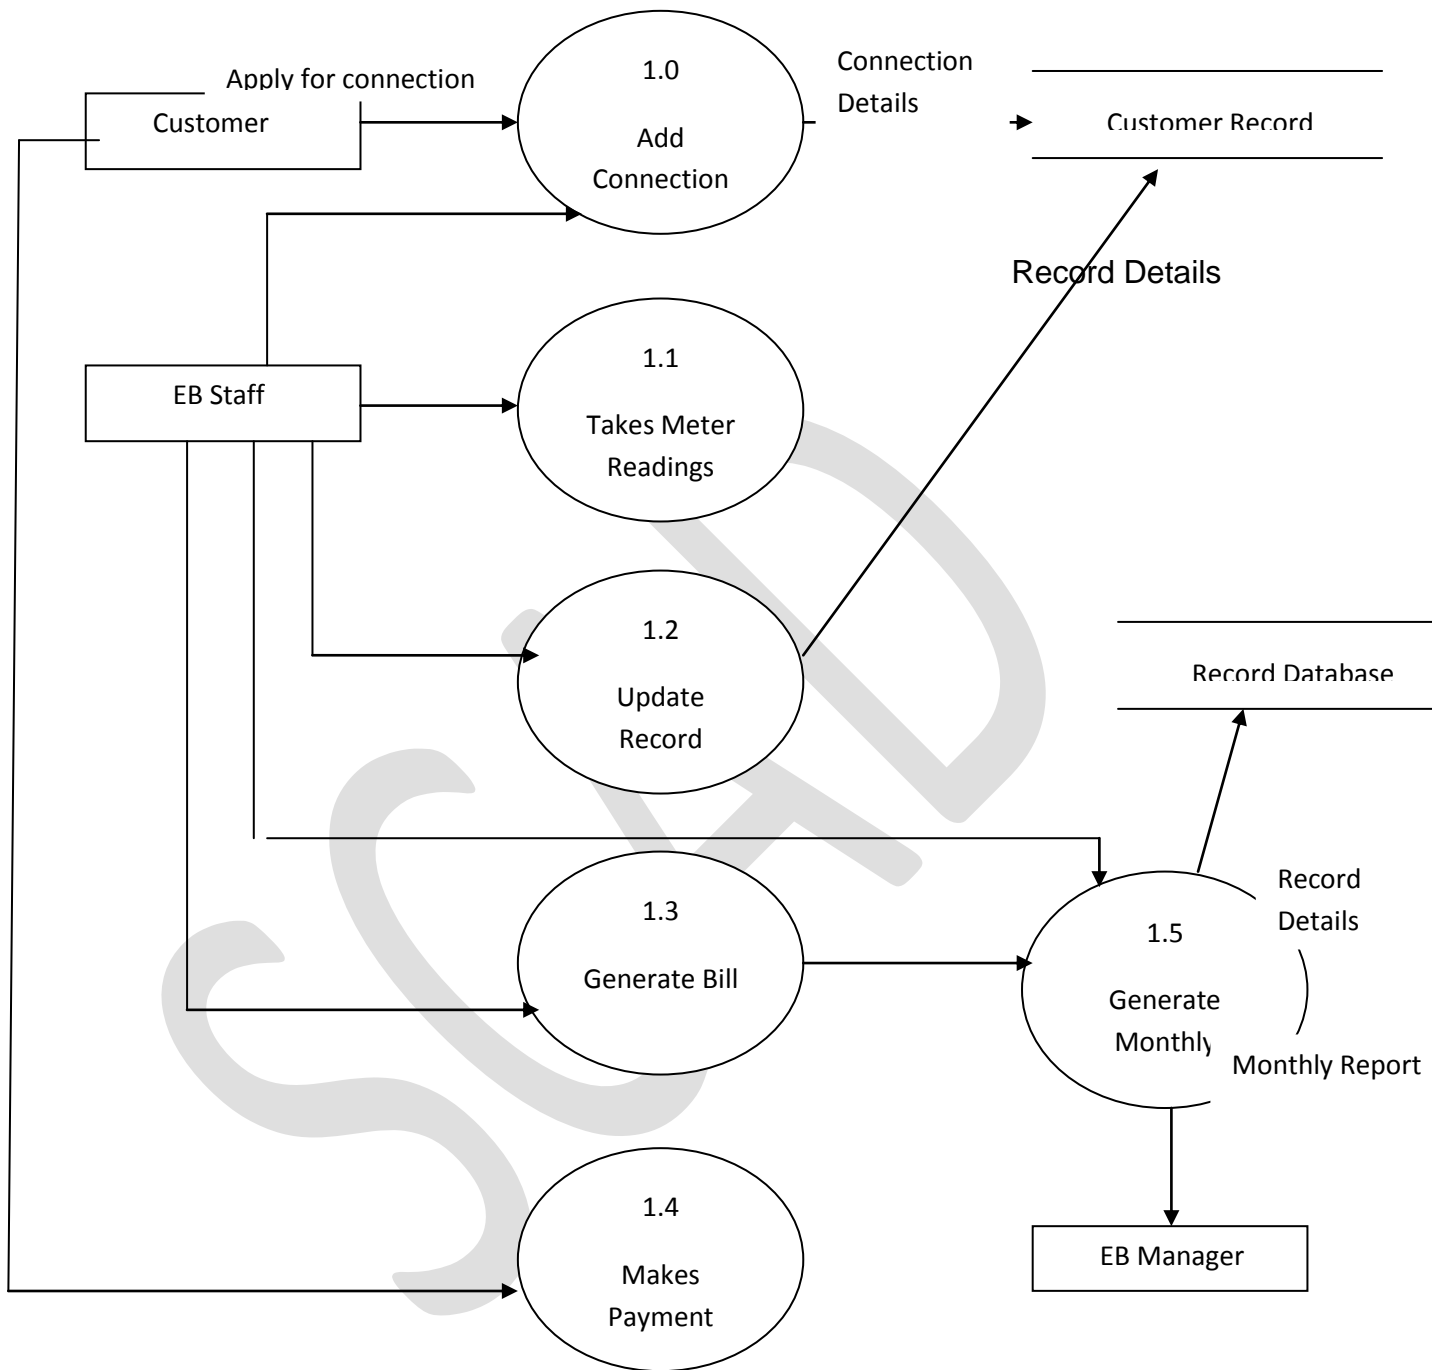 Apply for connection
Customer
1.0
Add
Connection
Connection
Details
Customer Record
Record Details
EB Staff
1.1
Takes Meter
Readings
1.2
Update
Record
Record Database
1.3
Generate Bill
1.5
Generate
Monthly
Record
Details
Monthly Report
1.4
Makes
Payment
EB Manager
SCAD